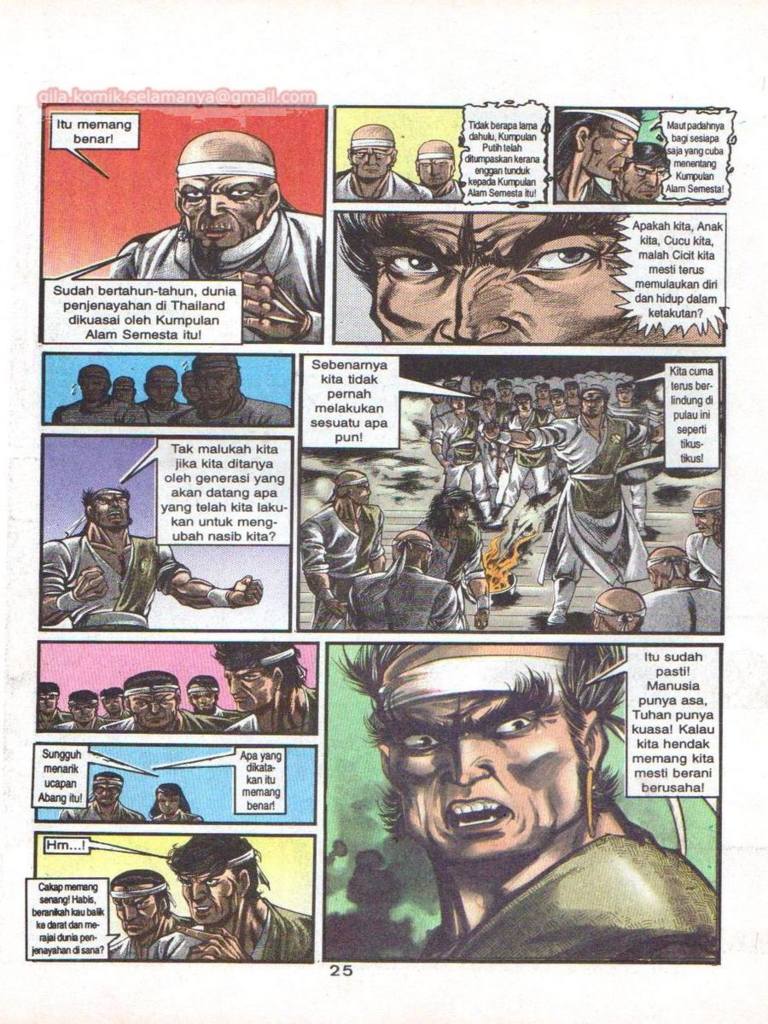 gila.komik.selamanya@gmail.com
Itu memang
benar!
Sudah bertahun-tahun, dunia
penjenayahan di Thailand
dikuasai oleh Kumpulan
Alam Semesta itu!
Tidak berapa lama
dahulu, Kumpulan
Putih telah
ditumpaskan kerana
enggan tunduk
kepada Kumpulan
Alam Semesta itu!
Maut padahnya
bagi sesiapa
saja yang cuba
menentang
Kumpulan
Alam Semesta!
Apakah kita, Anak
kita, Cucu kita,
malah Cicit kita
mesti terus
memulaukan diri
dan hidup dalam
ketakutan?
Sebenarnya
kita tidak
pernah
melakukan
sesuatu apa
pun!
Kita cuma
terus ber-
lindung di
pulau ini
seperti
tikus-
tikus!
Tak malukah kita
jika kita ditanya
oleh generasi yang
akan datang apa
yang telah kita laku-
kan untuk meng-
ubah nasib kita?
Itu sudah
pasti!
Manusia
punya asa,
Tuhan punya
kuasa! Kalau
kita hendak
memang kita
mesti berani
berusaha!
Sungguh
menarik
ucapan
Abang itu!
Apa yang
dikata-
kan itu
memang
benar!
Hm...!
Cakap memang
senang! Habis,
beranikah kau balik
ke darat dan me-
rajai dunia pen-
jenayahan di sana?
25